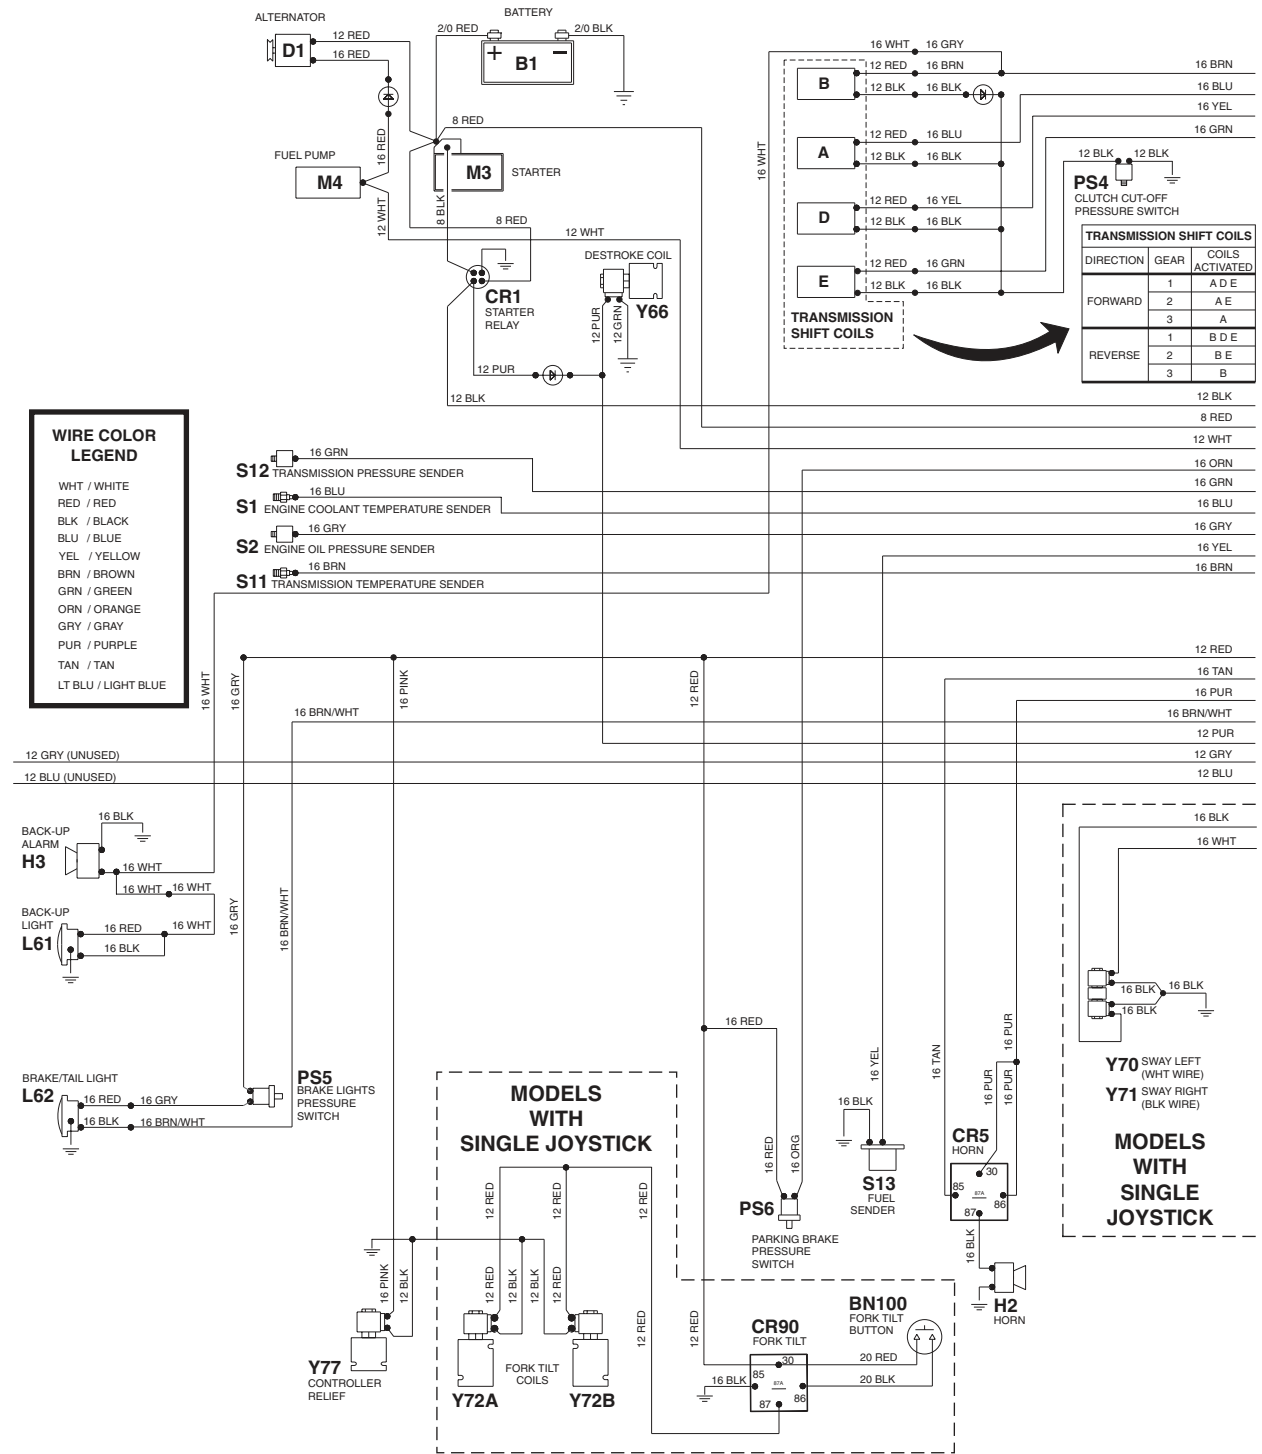 ALTERNATOR
D1
12 RED
16 RED
16 RED
BATTERY
2/0 RED
2/0 BLK
B1
8 RED
FUEL PUMP
M4
12 WHT
M3
STARTER
8 BLK
8 RED
12 WHT
CR1
STARTER
RELAY
DESTROKE COIL
Y66
12 PUR
12 GRN
12 PUR
12 BLK
16 WHT
16 GRY
16 WHT
B
12 RED
16 BRN
12 BLK
16 BLK
A
12 RED
16 BLU
12 BLK
16 BLK
D
12 RED
16 YEL
12 BLK
16 BLK
E
12 RED
16 GRN
12 BLK
16 BLK
TRANSMISSION
SHIFT COILS
16 BRN
16 BLU
16 YEL
16 GRN
12 BLK
12 BLK
PS4
CLUTCH CUT-OFF
PRESSURE SWITCH
TRANSMISSION SHIFT COILS
DIRECTION GEAR COILS
ACTIVATED
FORWARD
1 A D E
2 A E
3 A
REVERSE
1 B D E
2 B E
3 B
12 BLK
8 RED
12 WHT
16 ORN
16 GRN
16 BLU
16 GRY
16 YEL
16 BRN
WIRE COLOR
LEGEND
WHT / WHITE
RED / RED
BLK / BLACK
BLU / BLUE
YEL / YELLOW
BRN / BROWN
GRN / GREEN
ORN / ORANGE
GRY / GRAY
PUR / PURPLE
TAN / TAN
LT BLU / LIGHT BLUE
16 GRN
S12 TRANSMISSION PRESSURE SENDER
16 BLU
S1 ENGINE COOLANT TEMPERATURE SENDER
16 GRY
S2 ENGINE OIL PRESSURE SENDER
16 BRN
S11 TRANSMISSION TEMPERATURE SENDER
12 RED
16 TAN
16 PUR
16 BRN/WHT
12 PUR
12 GRY
12 BLU
16 WHT
16 GRY
16 PINK
12 RED
16 BRN/WHT
12 GRY (UNUSED)
12 BLU (UNUSED)
16 BLK
BACK-UP
ALARM
H3
16 WHT
16 WHT
16 WHT
BACK-UP
LIGHT
L61
16 RED
16 WHT
16 BLK
16 GRY
16 BRN/WHT
BRAKE/TAIL LIGHT
L62
16 RED
16 GRY
16 BLK
16 BRN/WHT
PS5
BRAKE LIGHTS
PRESSURE
SWITCH
MODELS
WITH
SINGLE JOYSTICK
12 RED
12 RED
12 RED
16 PINK
12 BLK
12 RED
12 BLK
12 BLK
12 RED
12 RED
Y77
CONTROLLER
RELIEF
FORK TILT
COILS
Y72A
Y72B
16 RED
16 RED
16 ORG
PS6
PARKING BRAKE
PRESSURE
SWITCH
12 RED
CR90
FORK TILT
30
85
87A
86
87
16 BLK
BN100
FORK TILT
BUTTON
20 RED
20 BLK
16 YEL
16 BLK
S13
FUEL
SENDER
16 TAN
16 PUR
16 PUR
16 PUR
CR5
HORN
30
85
87A
86
87
16 BLK
H2
HORN
16 BLK
16 WHT
16 BLK
16 BLK
16 BLK
Y70 SWAY LEFT
(WHT WIRE)
Y71 SWAY RIGHT
(BLK WIRE)
MODELS
WITH
SINGLE
JOYSTICK